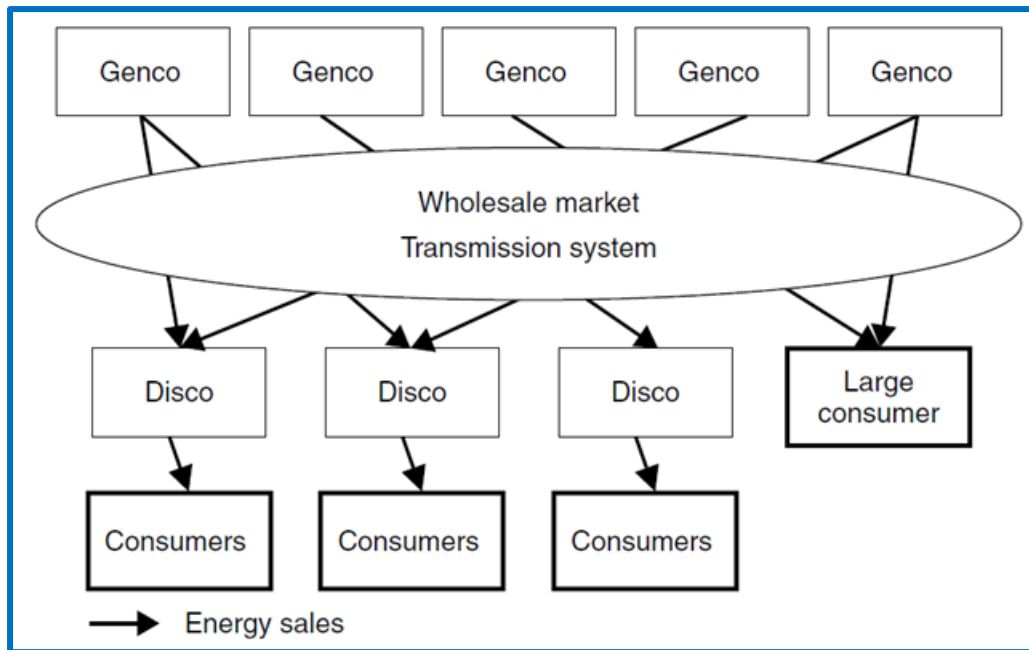 Genco
Genco
Genco
Genco
Genco
Wholesale market
Transmission system
Disco
Disco
Disco
Large
consumer
Consumers
Consumers
Consumers
Energy sales